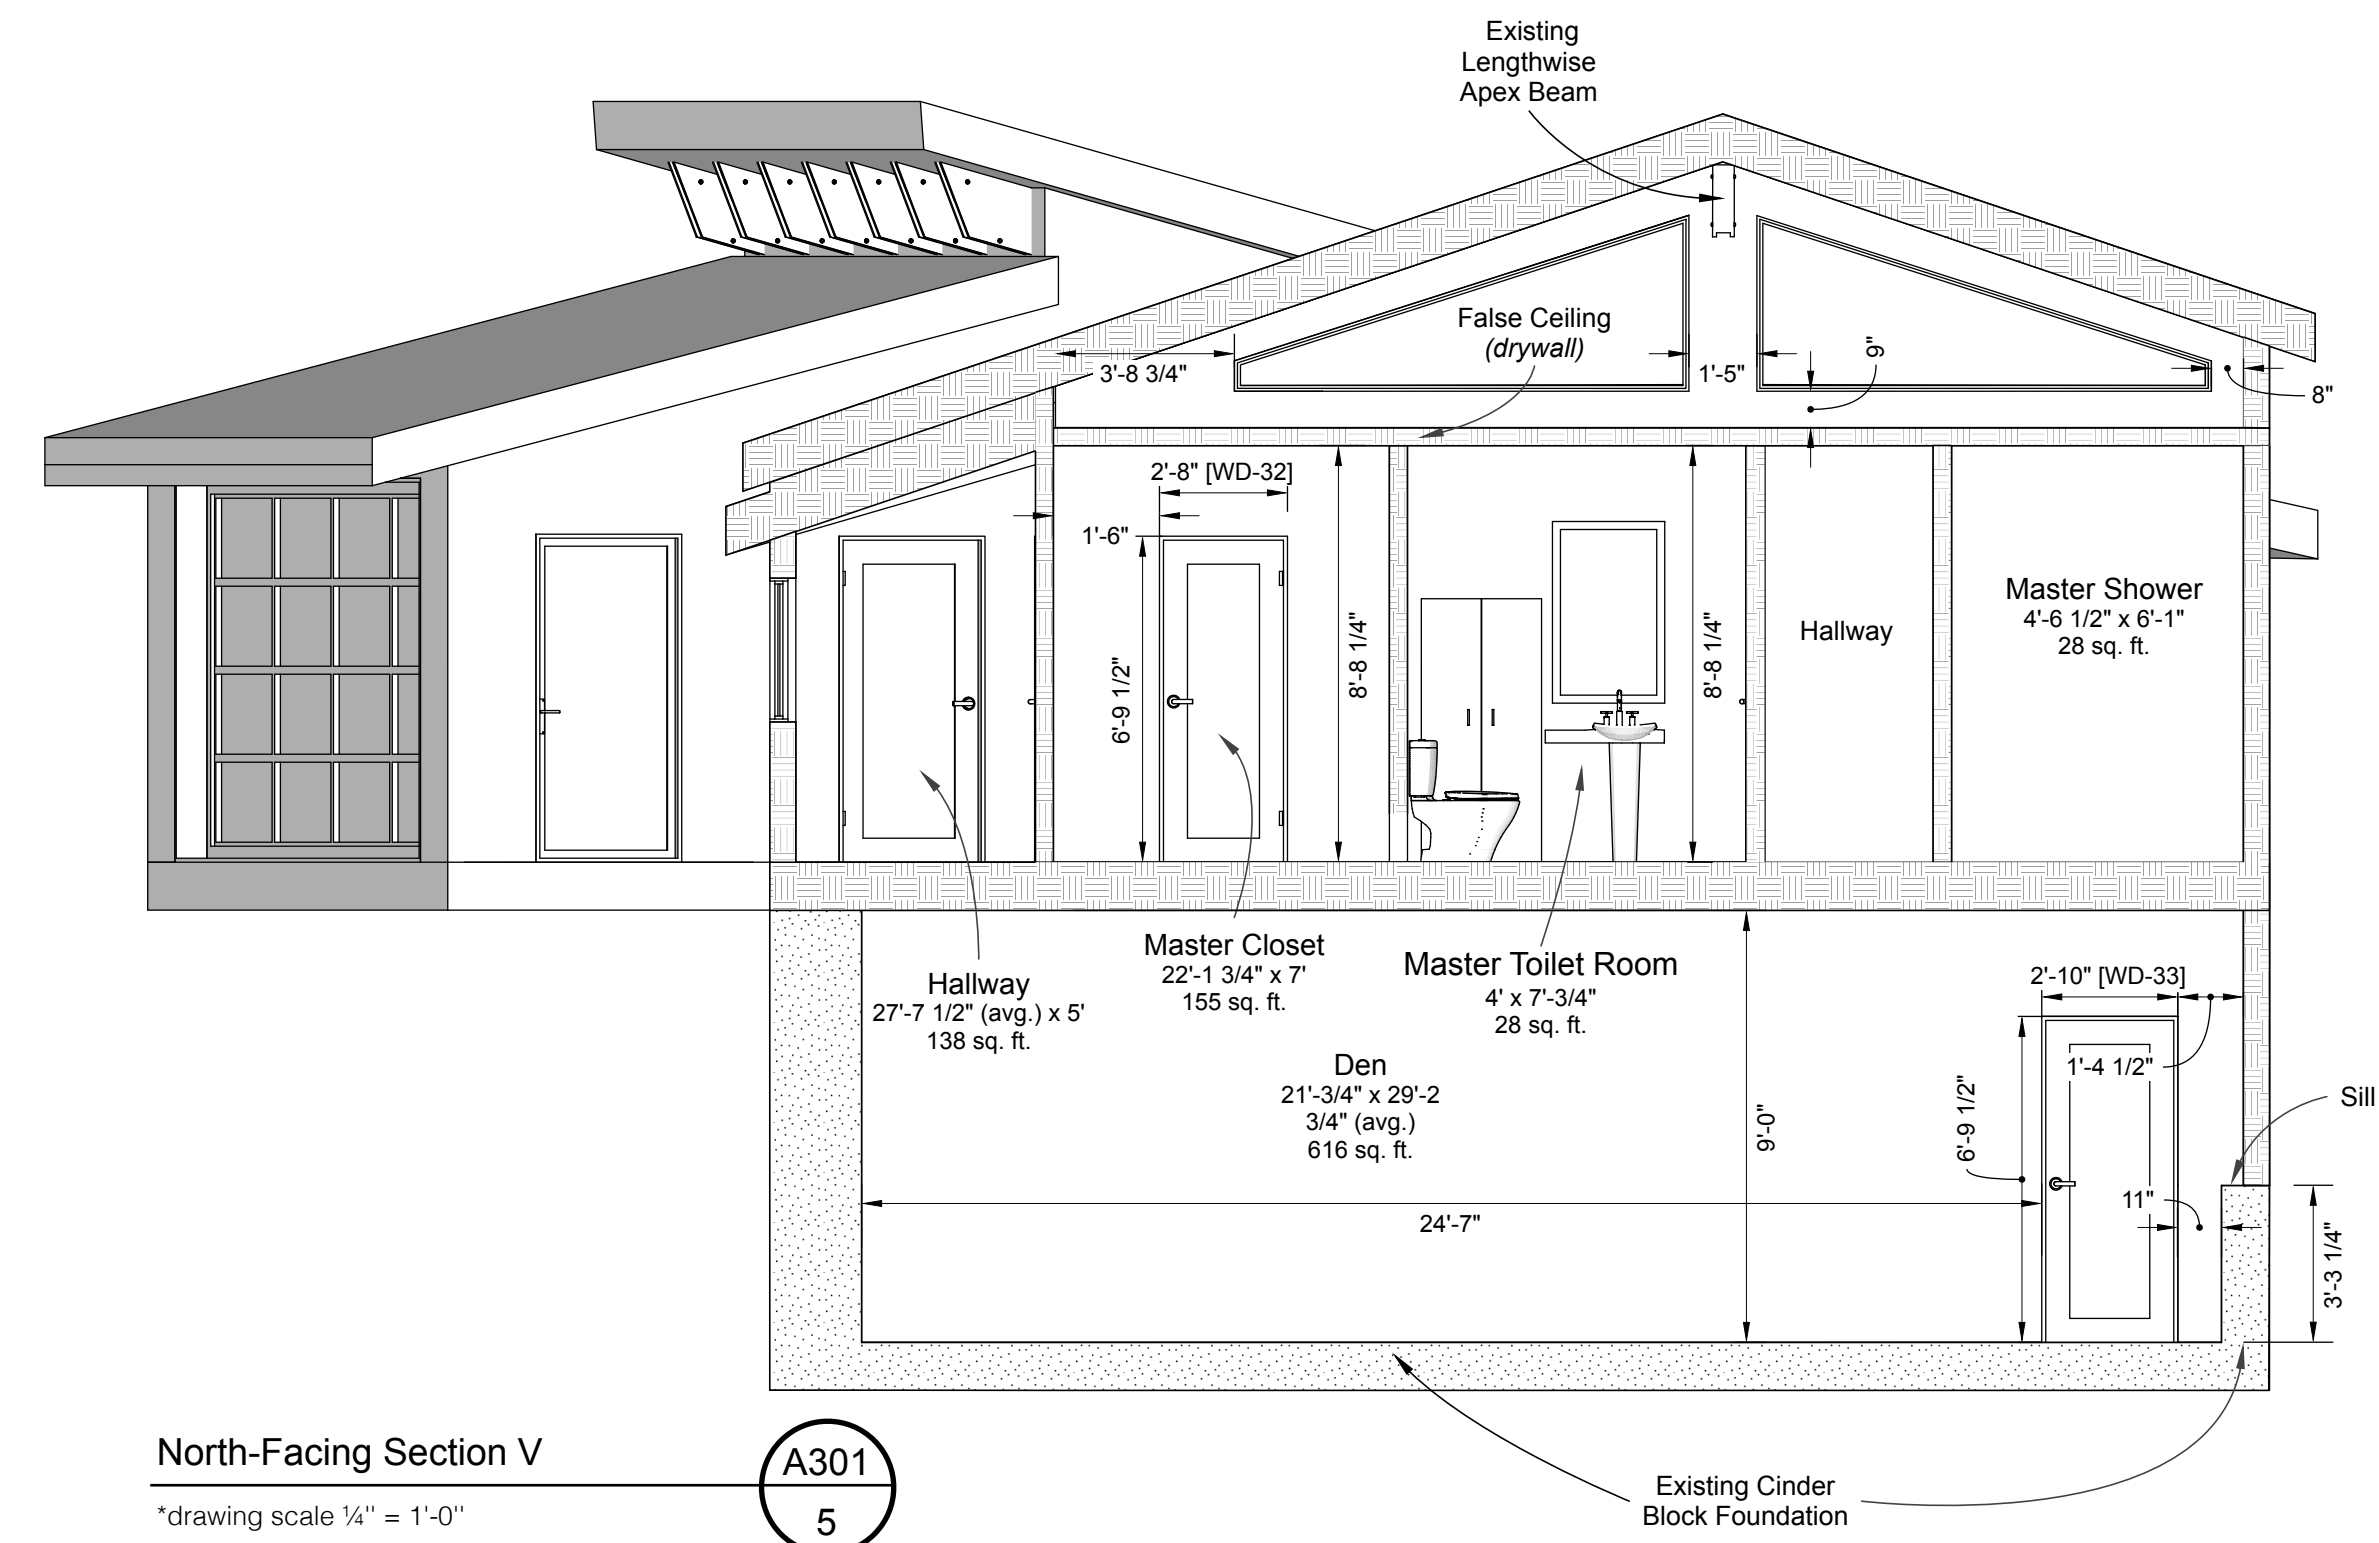 Existing
Lengthwise
Apex Beam
False Ceiling
(drywall)
3'-8 3/4"
1'-5"
9"
8"
2'-8" [WD-32]
1'-6"
6'-9 1/2"
8'-8 1/4"
8'-8 1/4"
Hallway
Master Shower
4'-6 1/2" x 6'-1"
28 sq. ft.
Hallway
27'-7 1/2" (avg.) x 5'
138 sq. ft.
Master Closet
22'-1 3/4" x 7'
155 sq. ft.
Master Toilet Room
4' x 7'-3/4"
28 sq. ft.
Den
21'-3/4" x 29'-2
3/4" (avg.)
616 sq. ft.
9'-0"
24'-7"
2'-10" [WD-33]
1'-4 1/2"
6'-9 1/2"
11"
Sill
3'-3 1/4"
Existing Cinder
Block Foundation
North-Facing Section V
*drawing scale ¼" = 1'-0"
A301
5